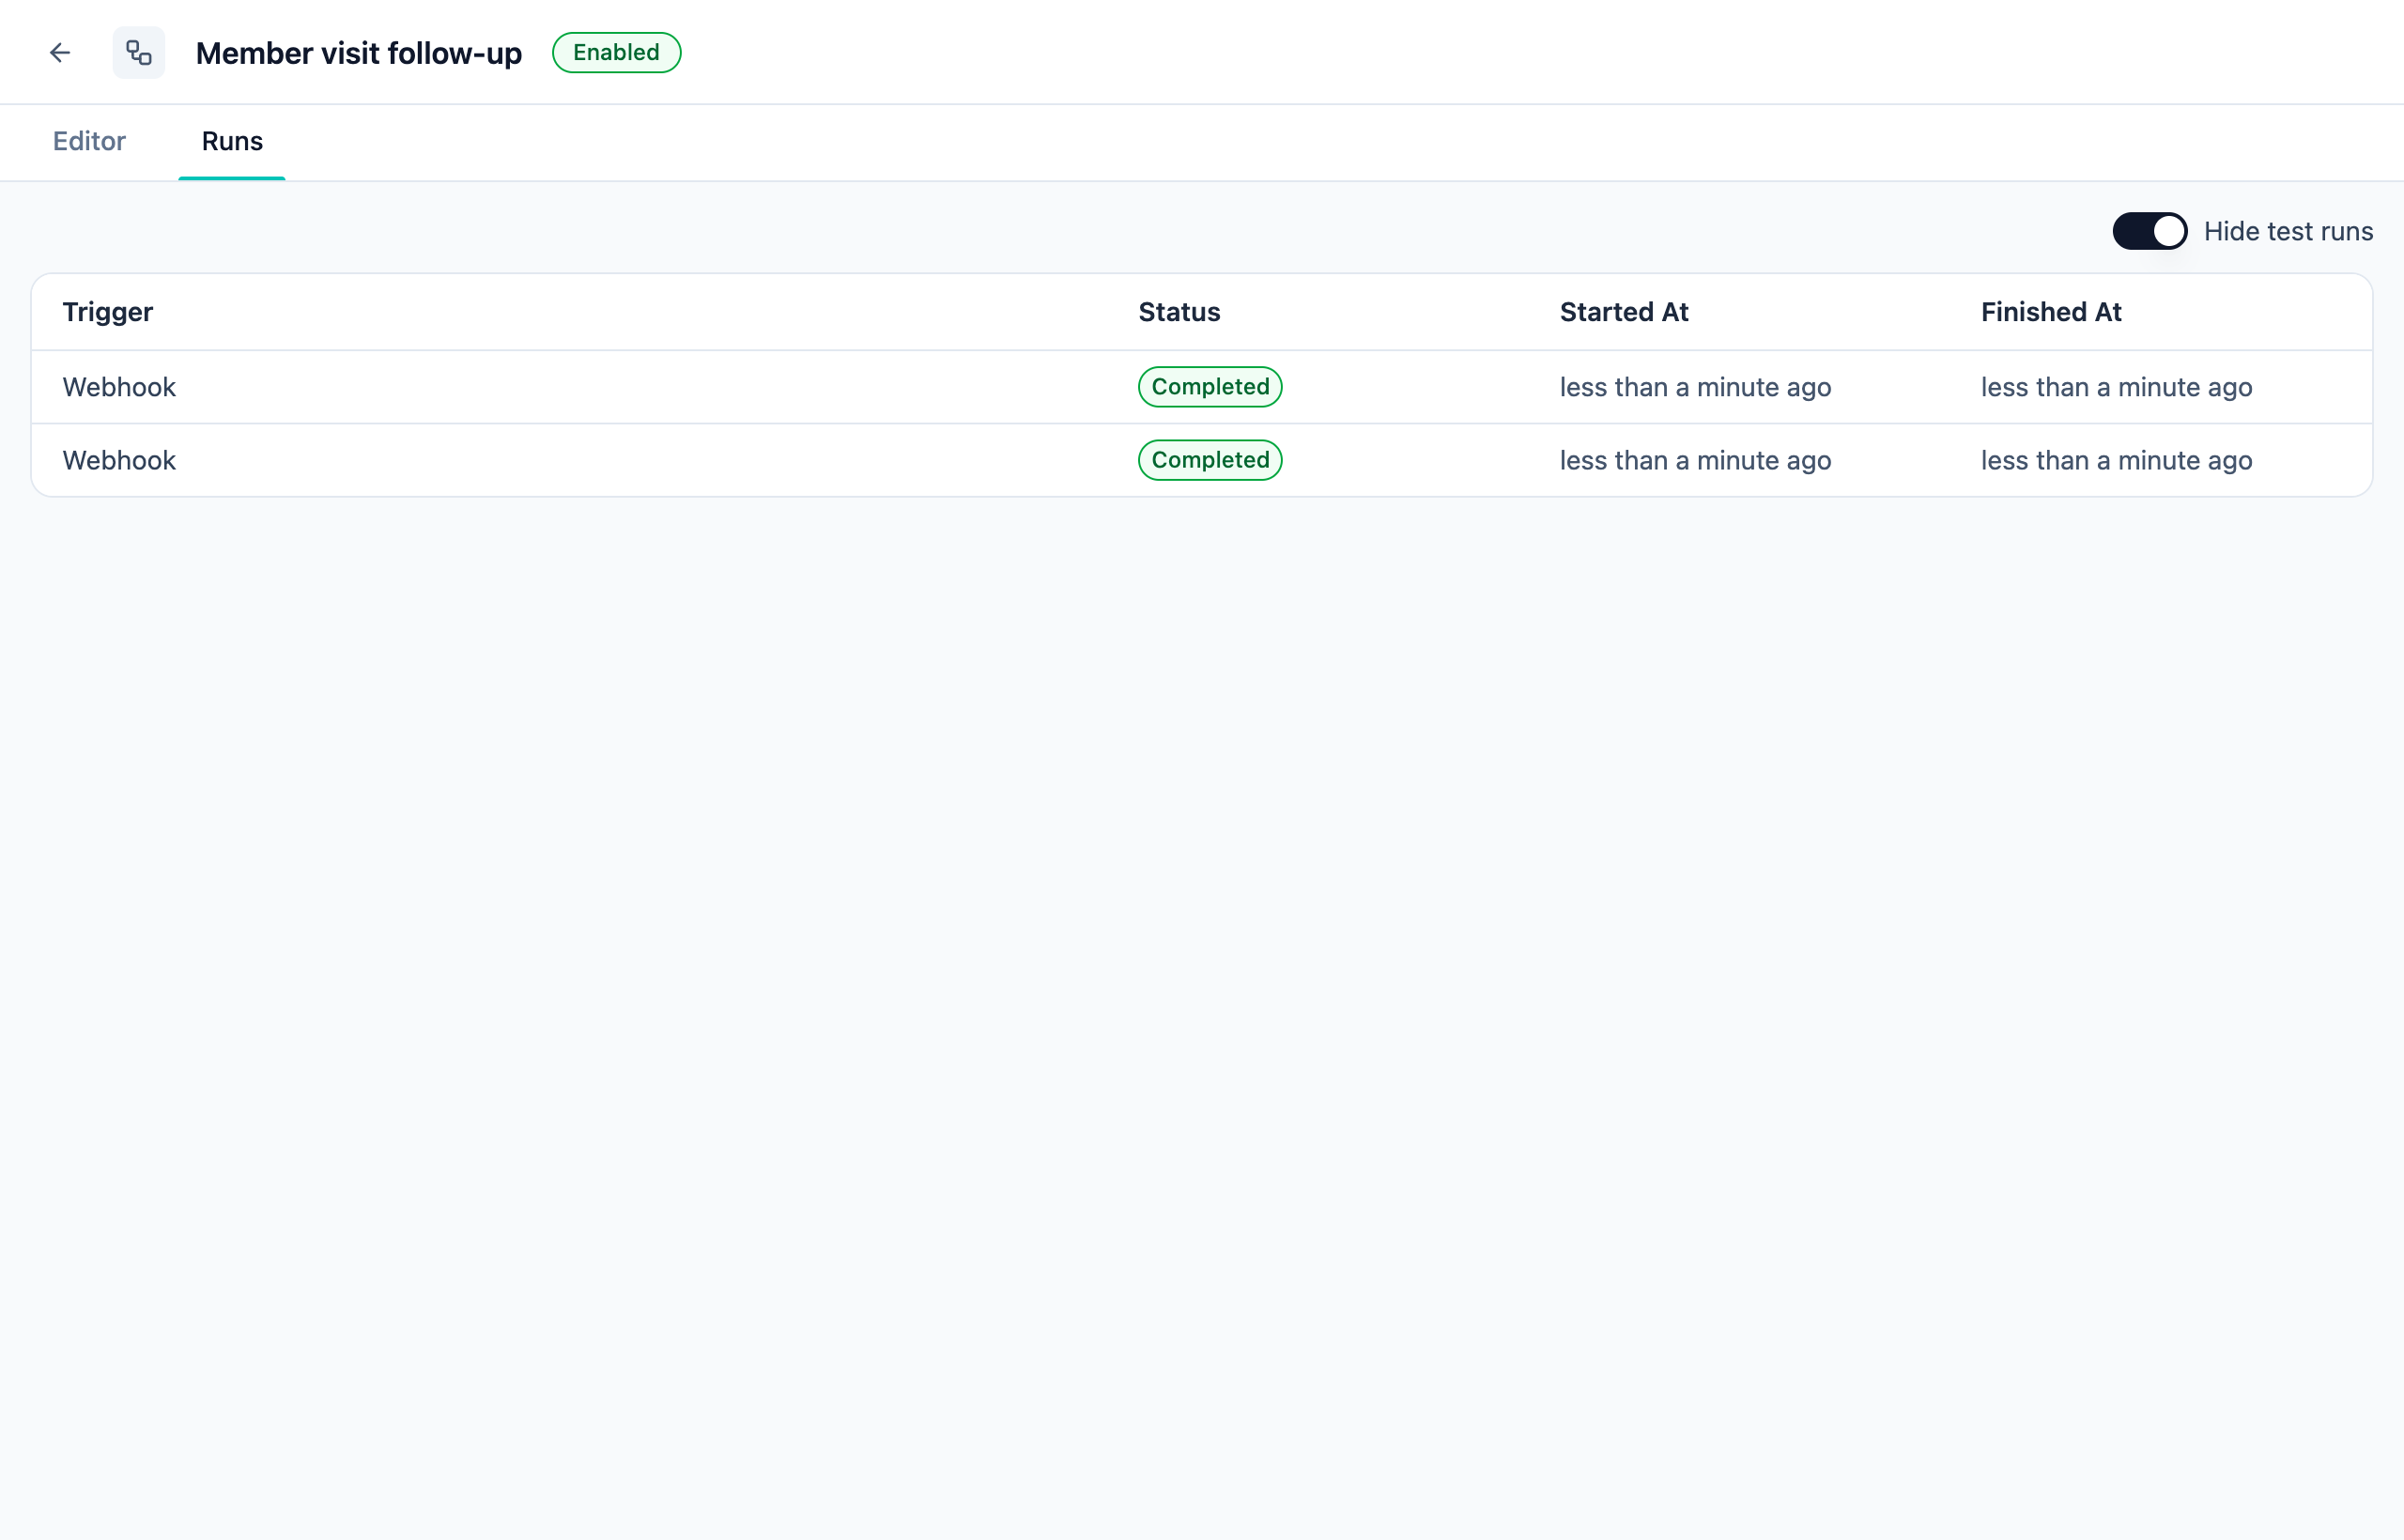 Member visit follow-up Enabled
Editor Runs
Hide test runs
Trigger Status Started At Finished At
Webhook Completed less than a minute ago less than a minute ago
Webhook Completed less than a minute ago less than a minute ago